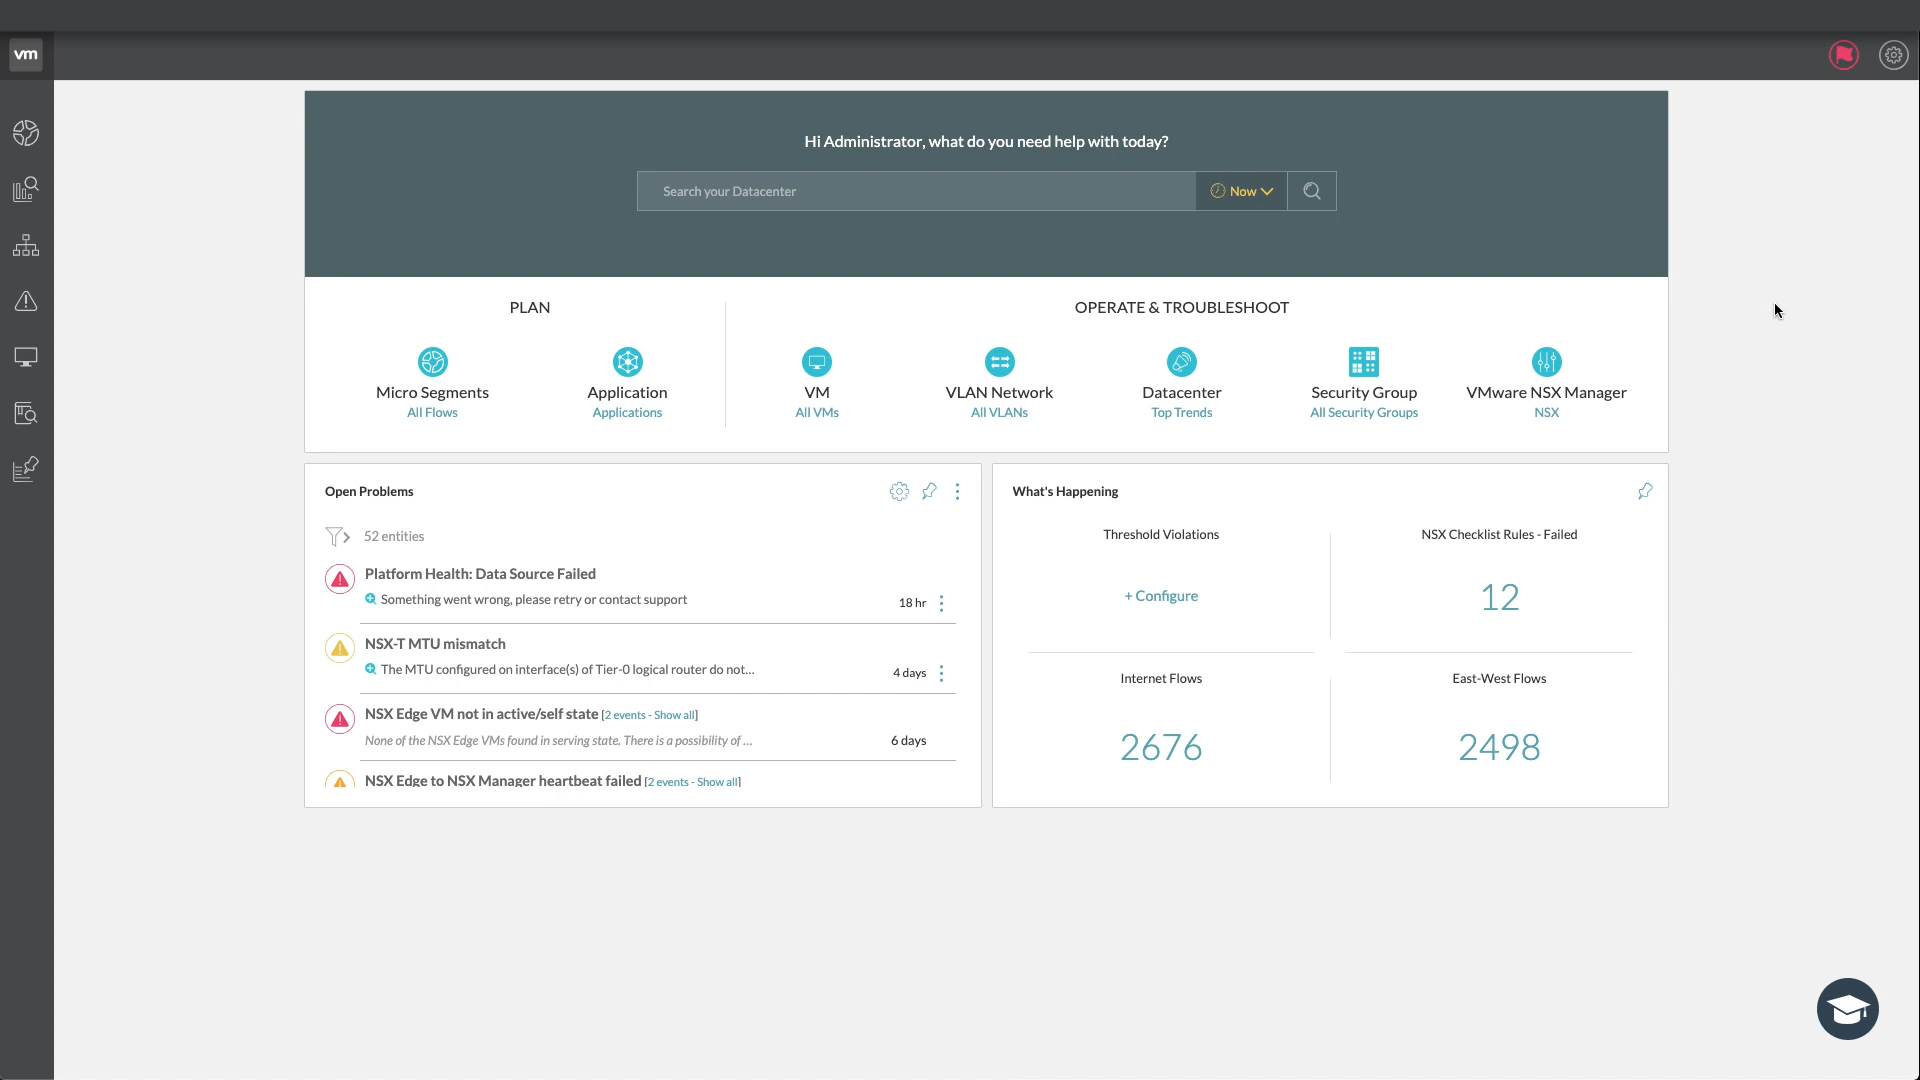 vm
Hi Administrator, what do you need help with today?
Search your Datacenter
Now
PLAN
OPERATE & TROUBLESHOOT
Micro Segments
All Flows
Application
Applications
VM
All VMs
VLAN Network
All VLANs
Datacenter
Top Trends
Security Group
All Security Groups
VMware NSX Manager
NSX
Open Problems
52 entities
Platform Health: Data Source Failed
Something went wrong, please retry or contact support
18 hr
NSX-T MTU mismatch
The MTU configured on interface(s) of Tier-0 logical router do not...
4 days
NSX Edge VM not in active/self state [2 events - Show all]
None of the NSX Edge VMs found in serving state. There is a possibility of ...
6 days
NSX Edge to NSX Manager heartbeat failed [2 events - Show all]
What's Happening
Threshold Violations
+ Configure
NSX Checklist Rules - Failed
12
Internet Flows
2676
East-West Flows
2498